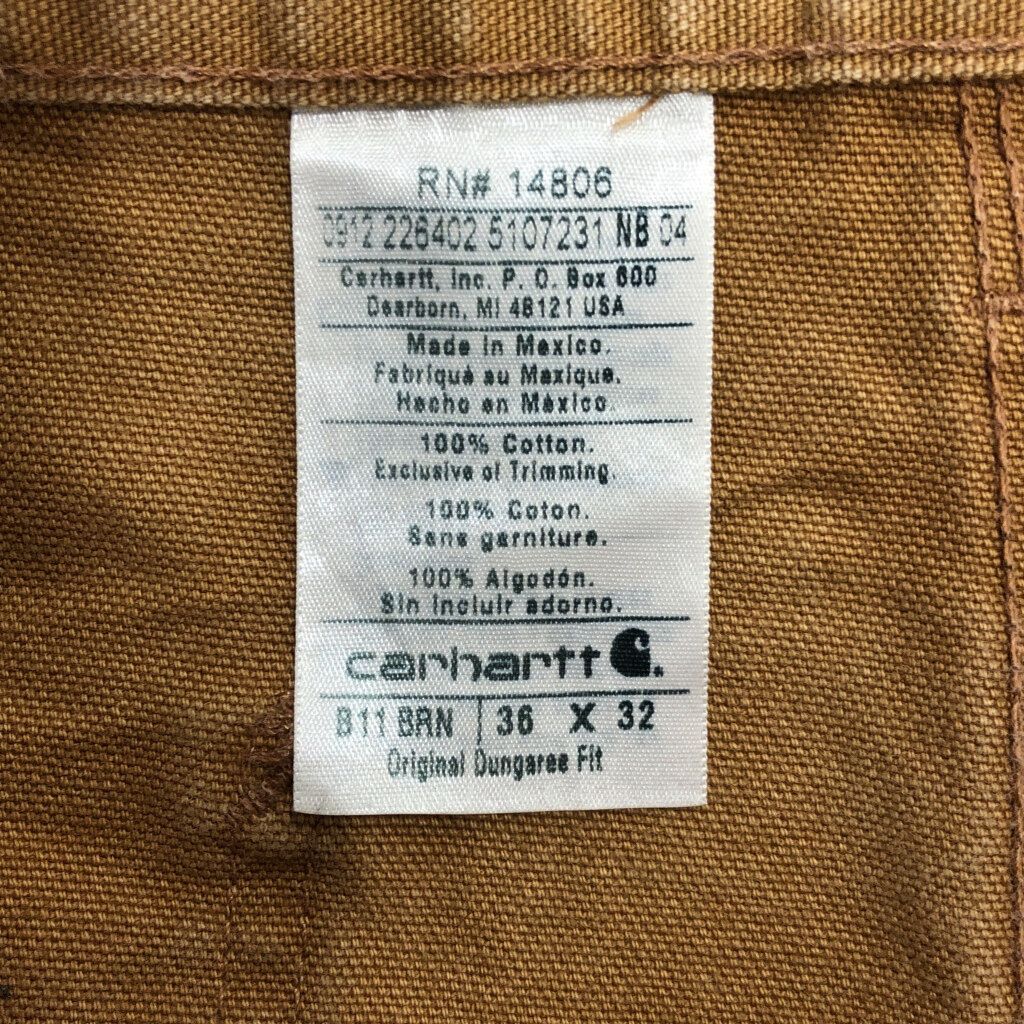 RN# 14806
0912 226402 5107231 NB 04
Carhartt, Inc. P. O. Box 600
Dearborn, MI 48121 USA
Made in Mexico.
Fabriqué au Mexique.
Hecho en México.
100% Cotton.
Exclusive of Trimming.
100% Coton.
Sans garniture.
100% Algodón.
Sin incluir adorno.
carhartt
B11 BRN | 36 X 32
Original Dungaree Fit